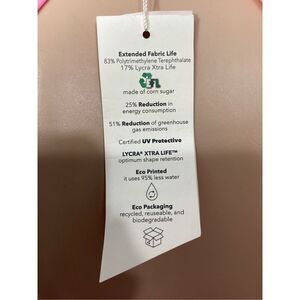 Extended Fabric Life
83% Polytrimethylene Terephthalate
17% Lycra Xtra Life
made of corn sugar
25% Reduction in
energy consumption
51% Reduction of greenhouse
gas emissions
Certified UV Protective
LYCRA® XTRA LIFE™
optimum shape retention
Eco Printed
it uses 95% less water
Eco Packaging
recycled, reuseable, and
biodegradable